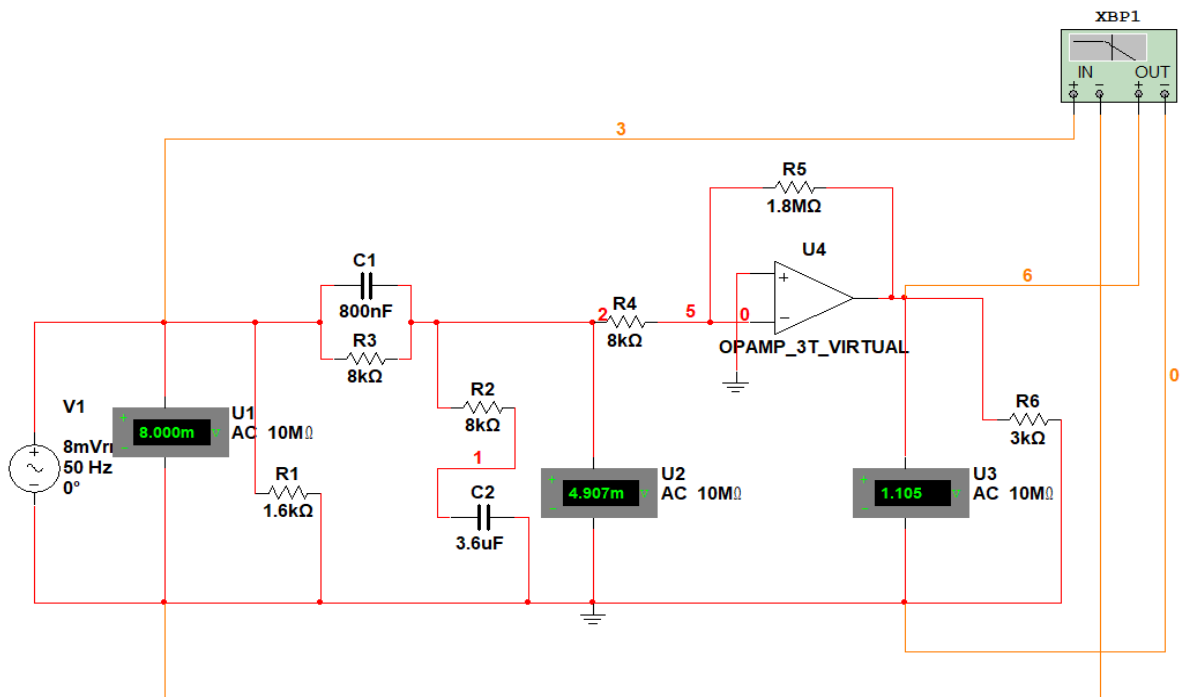 XBP1
IN OUT
+ − + −
3
R5
1.8MΩ
U4
C1
800nF
6
R4
2
5
0
+
−
8kΩ
OPAMP_3T_VIRTUAL
R3
8kΩ
0
R2
8kΩ
R6
3kΩ
V1
+
8.000m
V
−
U1
AC 10MΩ
8mVrr
50 Hz
0°
+
−
R1
1.6kΩ
1
C2
3.6uF
+
4.907m
V
−
U2
AC 10MΩ
+
1.105
V
−
U3
AC 10MΩ